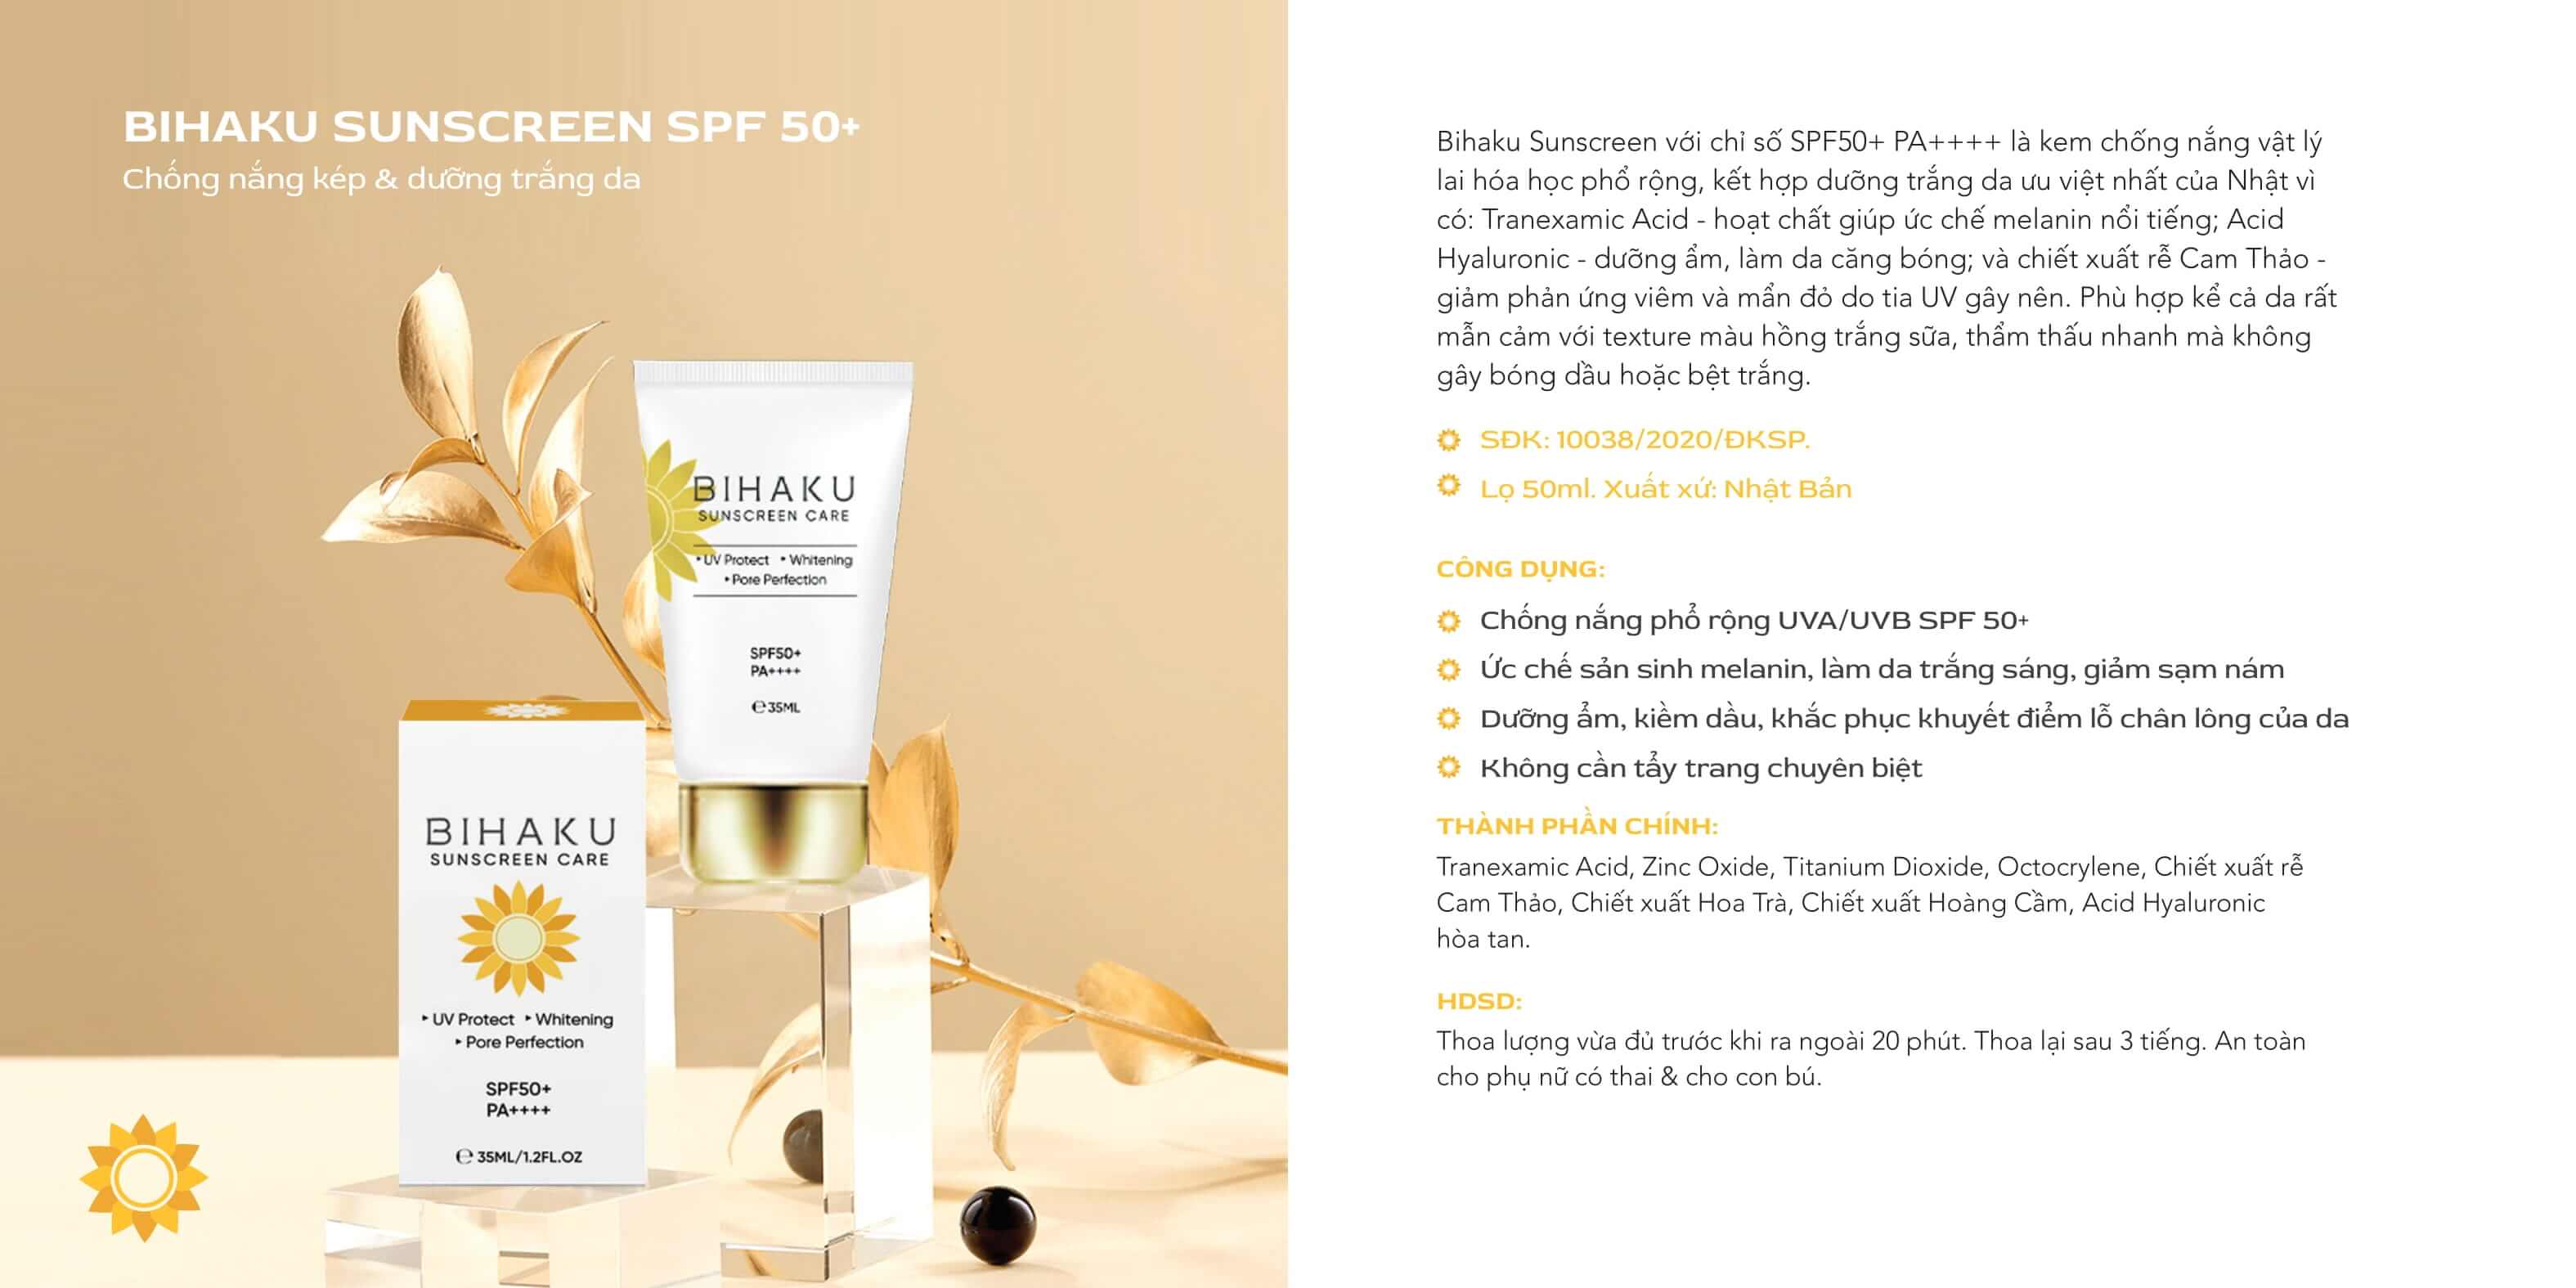 BIHAKU SUNSCREEN SPF 50+
Chống nắng kép & dưỡng trắng da
BIHAKU
SUNSCREEN CARE
• UV Protect • Whitening
• Pore Perfection
SPF50+
PA++++
℮ 35ML
BIHAKU
SUNSCREEN CARE
‣ UV Protect ‣ Whitening
‣ Pore Perfection
SPF50+
PA++++
℮ 35ML/1.2FL.OZ
Bihaku Sunscreen với chỉ số SPF50+ PA++++ là kem chống nắng vật lý
lai hóa học phổ rộng, kết hợp dưỡng trắng da ưu việt nhất của Nhật vì
có: Tranexamic Acid - hoạt chất giúp ức chế melanin nổi tiếng; Acid
Hyaluronic - dưỡng ẩm, làm da căng bóng; và chiết xuất rễ Cam Thảo -
giảm phản ứng viêm và mẩn đỏ do tia UV gây nên. Phù hợp kể cả da rất
mẫn cảm với texture màu hồng trắng sữa, thẩm thấu nhanh mà không
gây bóng dầu hoặc bệt trắng.
SĐK: 10038/2020/ĐKSP.
Lọ 50ml. Xuất xứ: Nhật Bản
CÔNG DỤNG:
Chống nắng phổ rộng UVA/UVB SPF 50+
Ức chế sản sinh melanin, làm da trắng sáng, giảm sạm nám
Dưỡng ẩm, kiềm dầu, khắc phục khuyết điểm lỗ chân lông của da
Không cần tẩy trang chuyên biệt
THÀNH PHẦN CHÍNH:
Tranexamic Acid, Zinc Oxide, Titanium Dioxide, Octocrylene, Chiết xuất rễ
Cam Thảo, Chiết xuất Hoa Trà, Chiết xuất Hoàng Cầm, Acid Hyaluronic
hòa tan.
HDSD:
Thoa lượng vừa đủ trước khi ra ngoài 20 phút. Thoa lại sau 3 tiếng. An toàn
cho phụ nữ có thai & cho con bú.